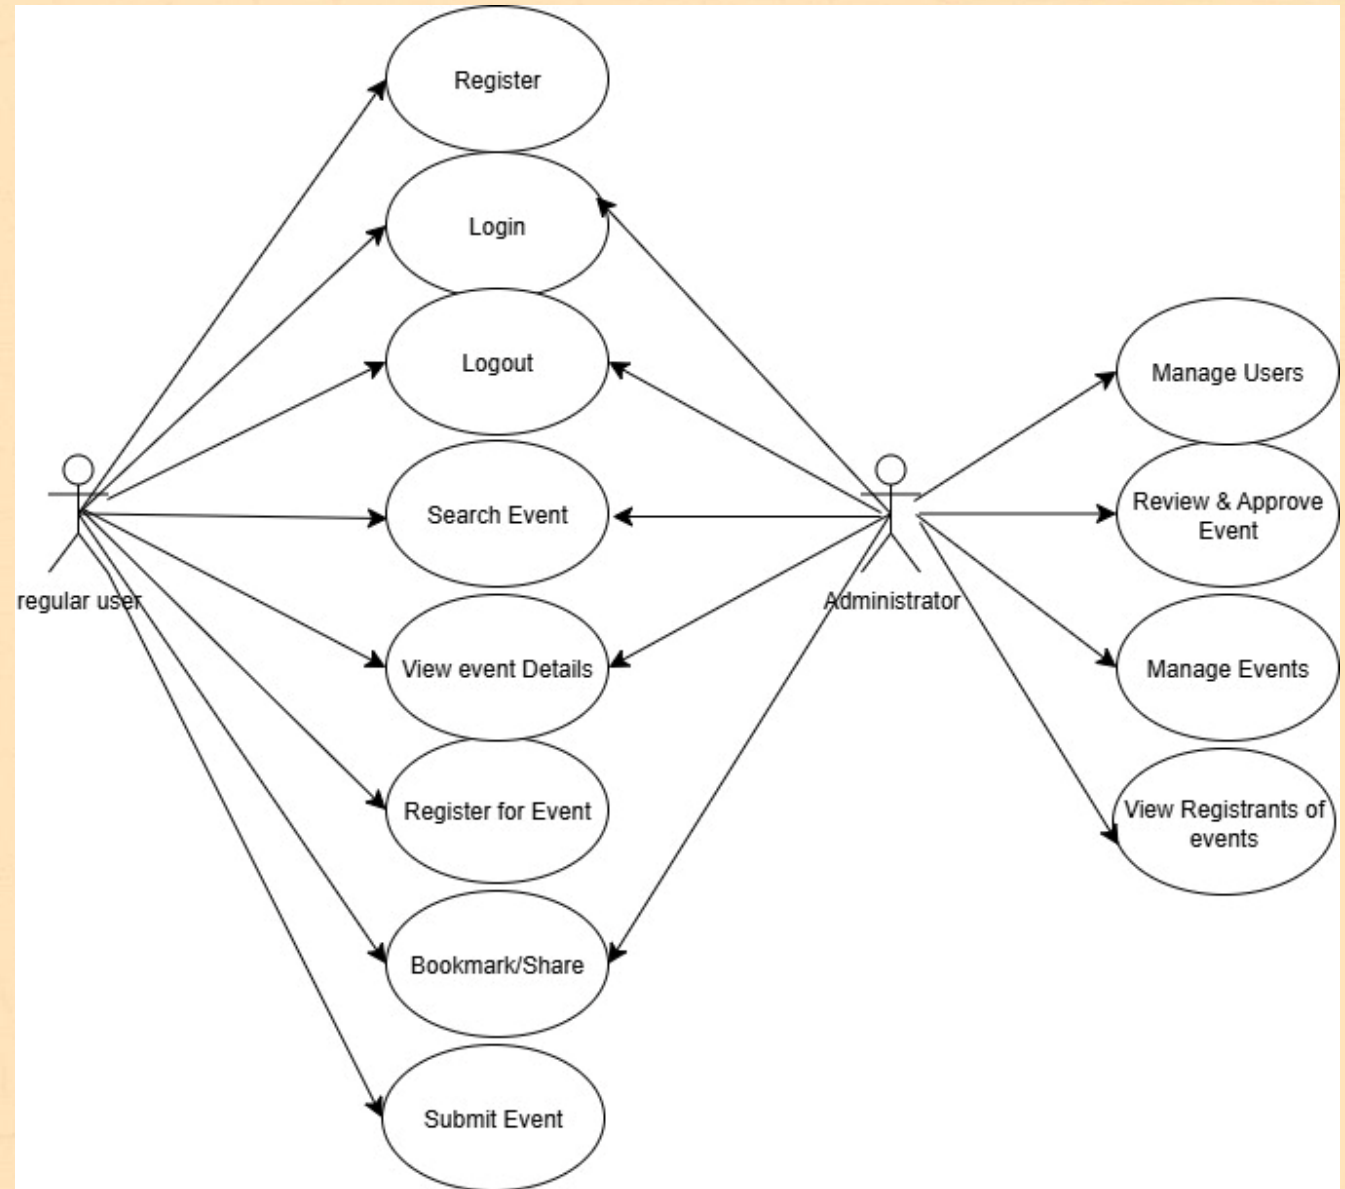 Register
Login
Logout
Search Event
View event Details
Register for Event
Bookmark/Share
Submit Event
regular user
Administrator
Manage Users
Review & Approve
Event
Manage Events
View Registrants of
events